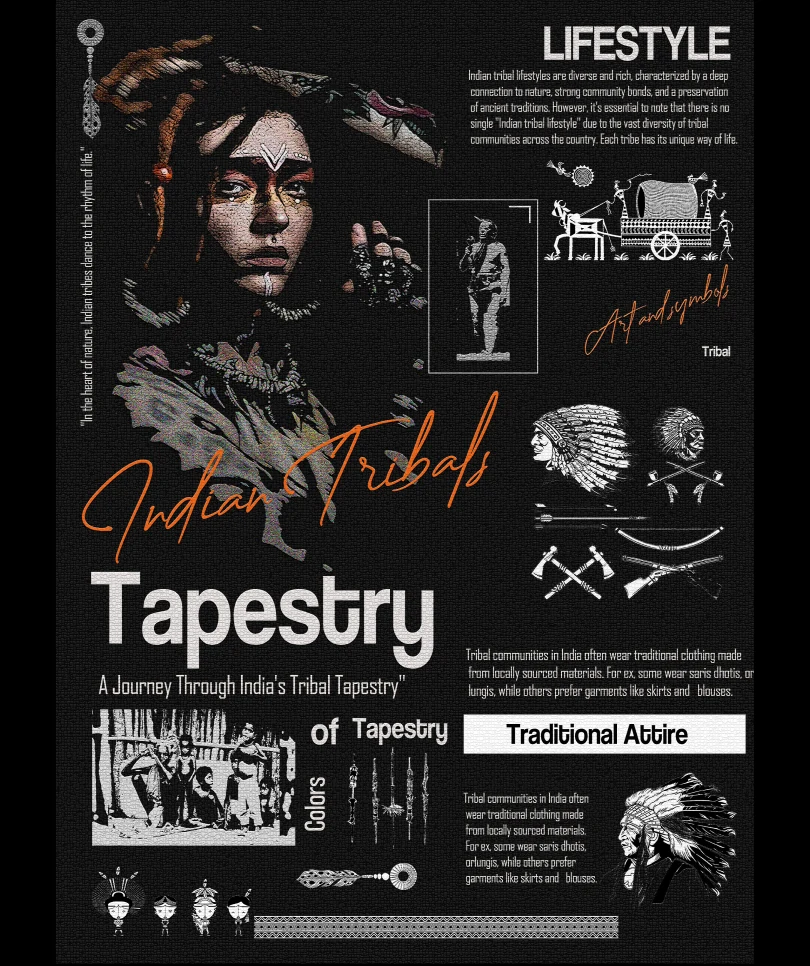 LIFESTYLE
Indian tribal lifestyles are diverse and rich, characterized by a deep
connection to nature, strong community bonds, and a preservation
of ancient traditions. However, it's essential to note that there is no
single "Indian tribal lifestyle" due to the vast diversity of tribal
communities across the country. Each tribe has its unique way of life.
"In the heart of nature, Indian tribes dance to the rhythm of life."
Art and symbols
Tribal
Indian Tribals
Tapestry
A Journey Through India's Tribal Tapestry"
Tribal communities in India often wear traditional clothing made
from locally sourced materials. For ex, some wear saris dhotis, or
lungis, while others prefer garments like skirts and blouses.
Traditional Attire
of Tapestry
Colors
Tribal communities in India often
wear traditional clothing made
from locally sourced materials.
For ex, some wear saris dhotis,
orlungis, while others prefer
garments like skirts and blouses.